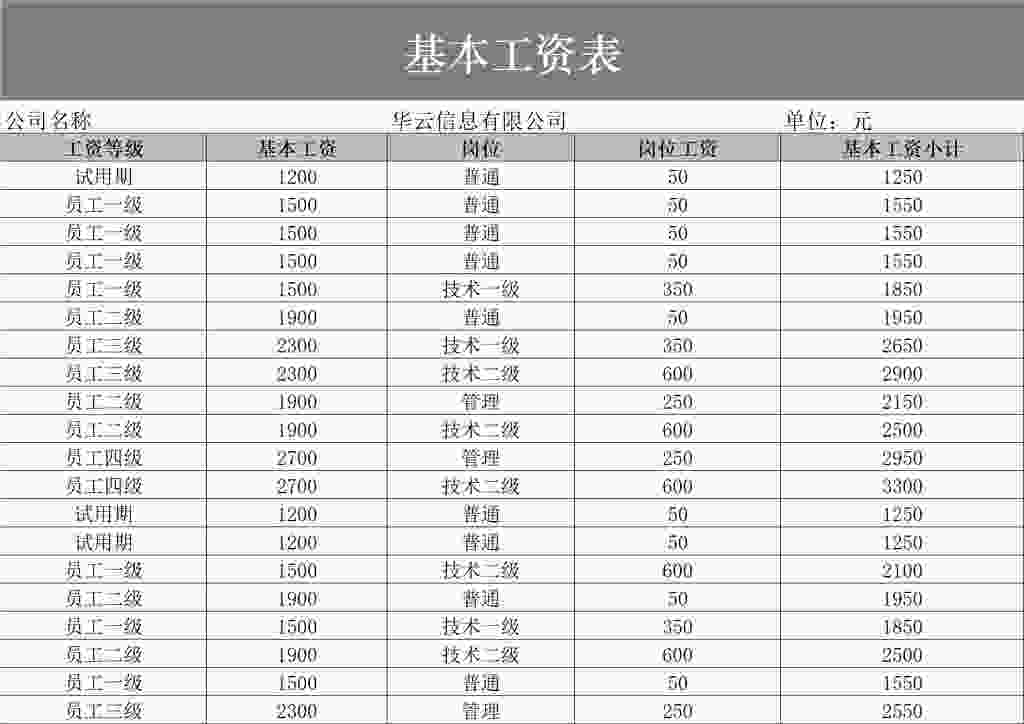 基本工资表
公司名称 华云信息有限公司 单位：元
工资等级 基本工资 岗位 岗位工资 基本工资小计
试用期 1200 普通 50 1250
员工一级 1500 普通 50 1550
员工一级 1500 普通 50 1550
员工一级 1500 普通 50 1550
员工一级 1500 技术一级 350 1850
员工二级 1900 普通 50 1950
员工三级 2300 技术一级 350 2650
员工三级 2300 技术二级 600 2900
员工二级 1900 管理 250 2150
员工二级 1900 技术二级 600 2500
员工四级 2700 管理 250 2950
员工四级 2700 技术二级 600 3300
试用期 1200 普通 50 1250
试用期 1200 普通 50 1250
员工一级 1500 技术二级 600 2100
员工二级 1900 普通 50 1950
员工一级 1500 技术一级 350 1850
员工二级 1900 技术二级 600 2500
员工一级 1500 普通 50 1550
员工三级 2300 管理 250 2550